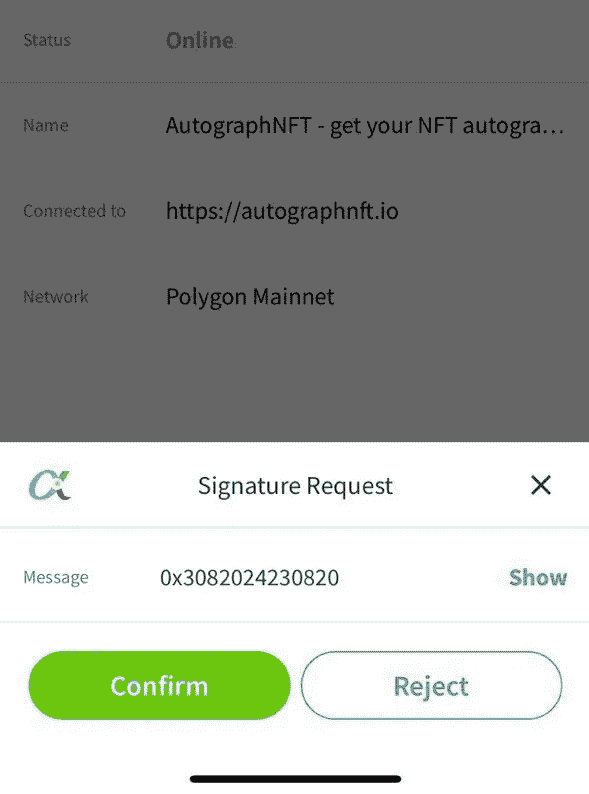 Status Online
Name AutographNFT - get your NFT autogra...
Connected to https://autographnft.io
Network Polygon Mainnet
Signature Request
Message 0x3082024230820 Show
Confirm Reject